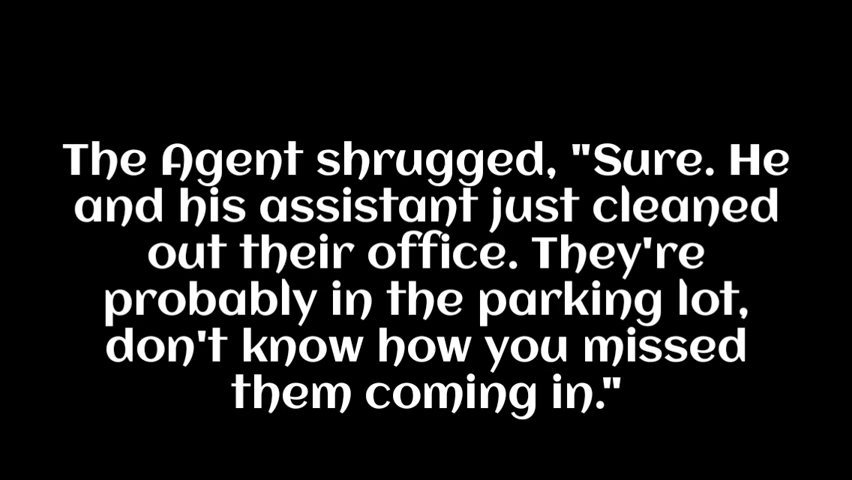 The Agent shrugged, "Sure. He
and his assistant just cleaned
out their office. They're
probably in the parking lot,
don't know how you missed
them coming in."